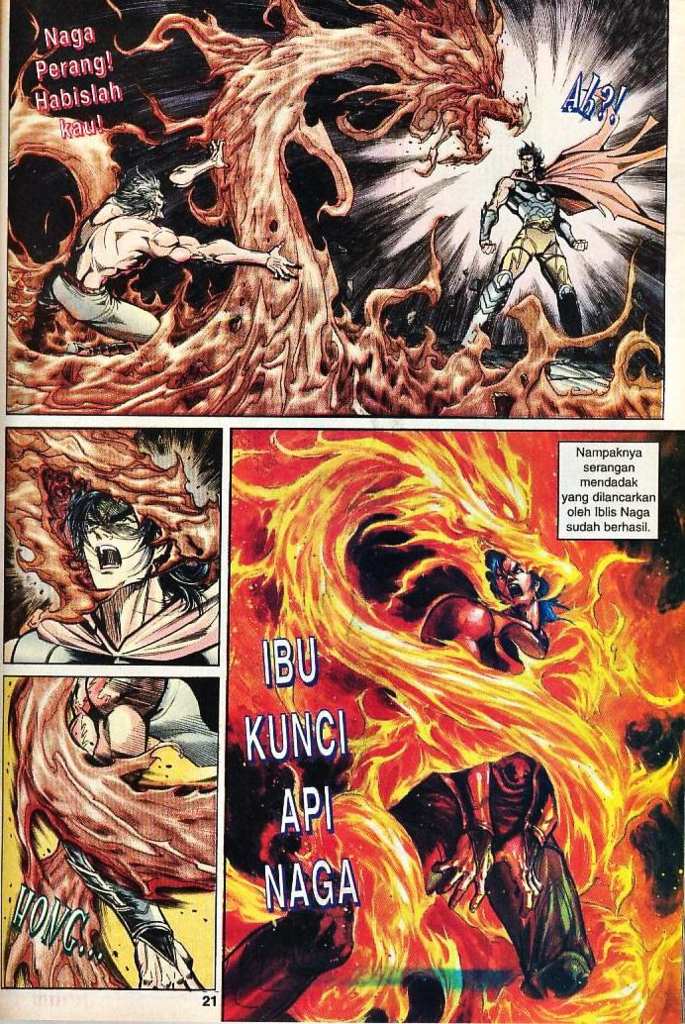 Naga
Perang!
Habislah
kau!
Ah?!
Nampaknya
serangan
mendadak
yang dilancarkan
oleh Iblis Naga
sudah berhasil.
IBU
KUNCI
API
NAGA
HONG...
21